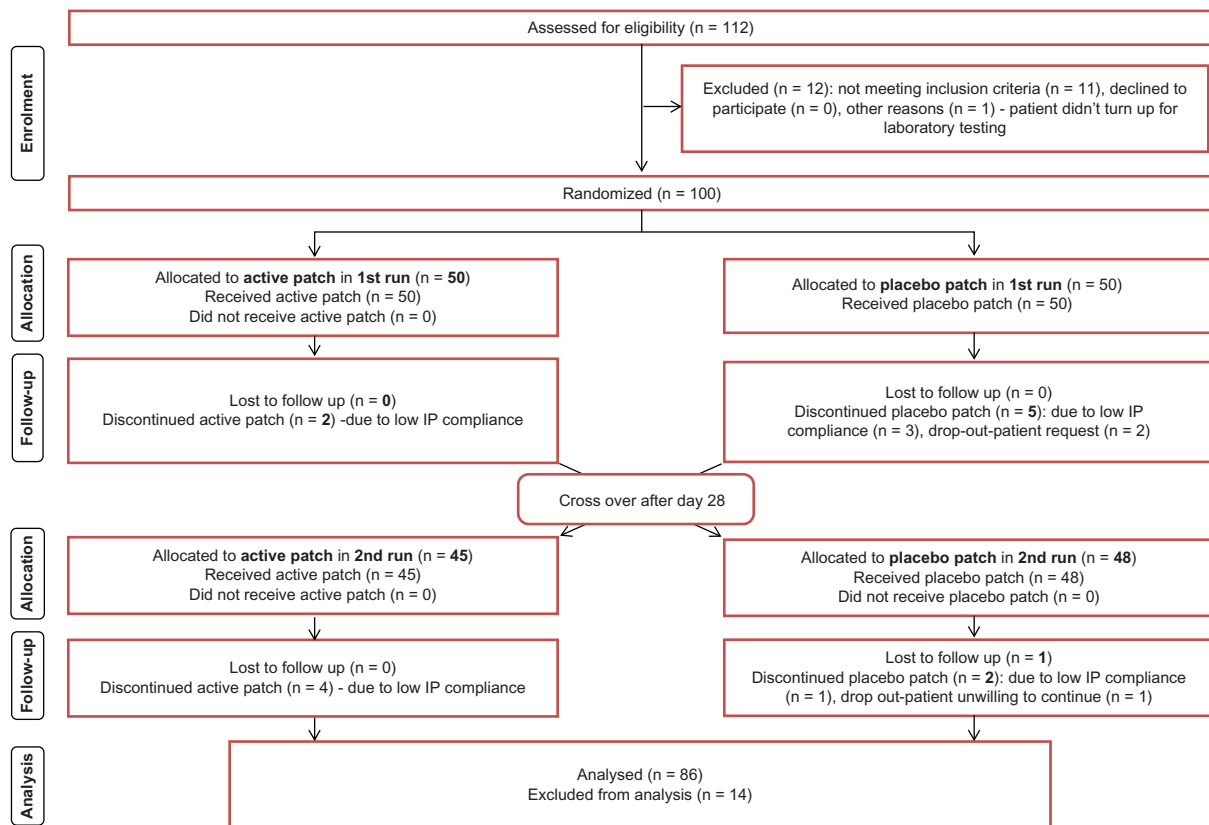 Enrolment
Assessed for eligibility (n = 112)
Excluded (n = 12): not meeting inclusion criteria (n = 11), declined to
participate (n = 0), other reasons (n = 1) - patient didn't turn up for
laboratory testing
Randomized (n = 100)
Allocation
Allocated to active patch in 1st run (n = 50)
Received active patch (n = 50)
Did not receive active patch (n = 0)
Allocated to placebo patch in 1st run (n = 50)
Received placebo patch (n = 50)
Follow-up
Lost to follow up (n = 0)
Discontinued active patch (n = 2) -due to low IP compliance
Lost to follow up (n = 0)
Discontinued placebo patch (n = 5): due to low IP
compliance (n = 3), drop-out-patient request (n = 2)
Cross over after day 28
Allocation
Allocated to active patch in 2nd run (n = 45)
Received active patch (n = 45)
Did not receive active patch (n = 0)
Allocated to placebo patch in 2nd run (n = 48)
Received placebo patch (n = 48)
Did not receive placebo patch (n = 0)
Follow-up
Lost to follow up (n = 0)
Discontinued active patch (n = 4) - due to low IP compliance
Lost to follow up (n = 1)
Discontinued placebo patch (n = 2): due to low IP compliance
(n = 1), drop out-patient unwilling to continue (n = 1)
Analysis
Analysed (n = 86)
Excluded from analysis (n = 14)